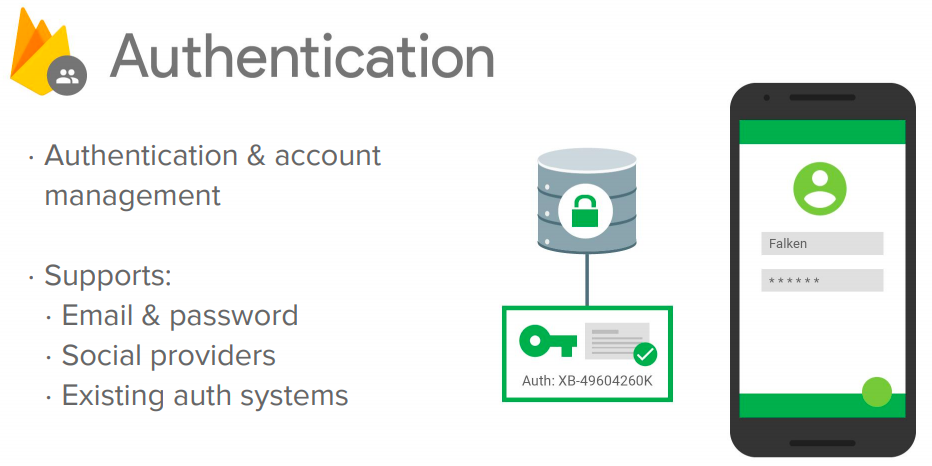 Authentication
· Authentication & account
management
· Supports:
· Email & password
· Social providers
· Existing auth systems
Auth: XB-49604260K
Falken
* * * * * *